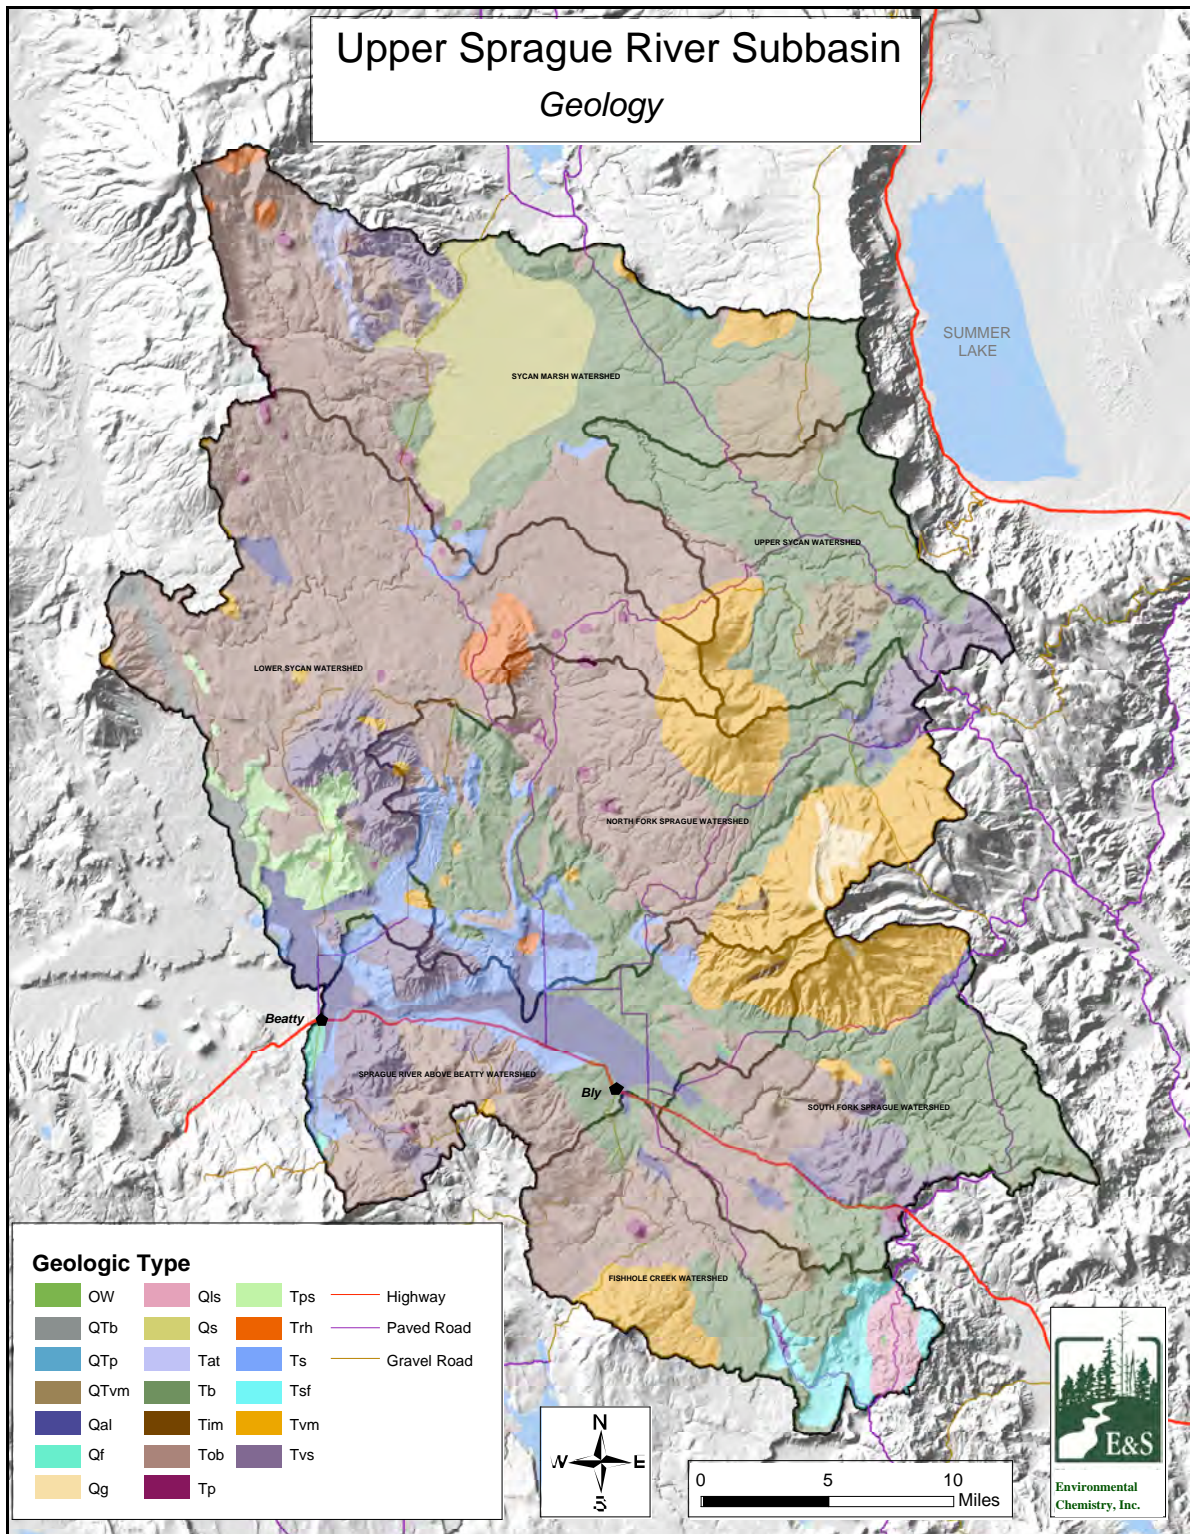 Upper Sprague River Subbasin
Geology
SUMMER
LAKE
SYCAN MARSH WATERSHED
UPPER SYCAN WATERSHED
LOWER SYCAN WATERSHED
NORTH FORK SPRAGUE WATERSHED
Beatty
SPRAGUE RIVER ABOVE BEATTY WATERSHED
Bly
SOUTH FORK SPRAGUE WATERSHED
FISHHOLE CREEK WATERSHED
Geologic Type
OW
QTb
QTp
QTvm
Qal
Qf
Qg
Qls
Qs
Tat
Tb
Tim
Tob
Tp
Tps
Trh
Ts
Tsf
Tvm
Tvs
Highway
Paved Road
Gravel Road
N
W E
S
0 5 10
Miles
E&S
Environmental
Chemistry, Inc.